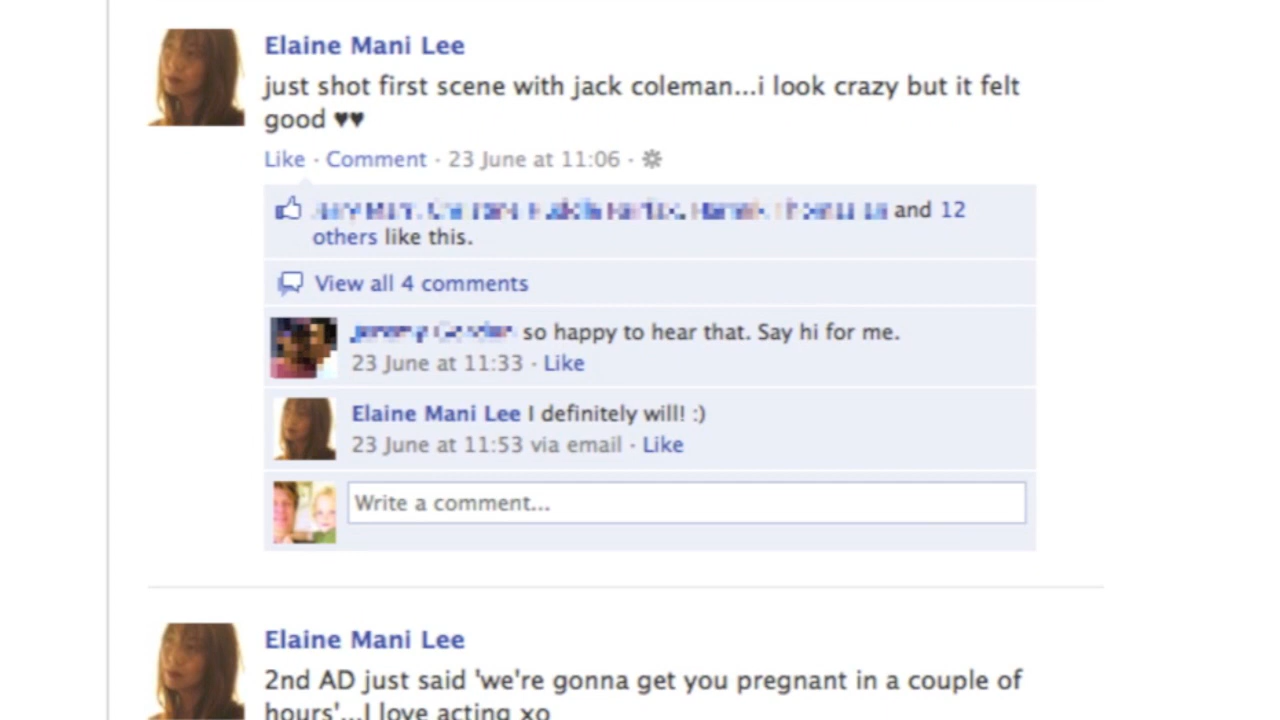 Elaine Mani Lee
just shot first scene with jack coleman...i look crazy but it felt
good ♥♥
Like · Comment · 23 June at 11:06 ·
and 12
others like this.
View all 4 comments
so happy to hear that. Say hi for me.
23 June at 11:33 · Like
Elaine Mani Lee I definitely will! :)
23 June at 11:53 via email · Like
Write a comment...
Elaine Mani Lee
2nd AD just said 'we're gonna get you pregnant in a couple of
hours'...I love acting xo